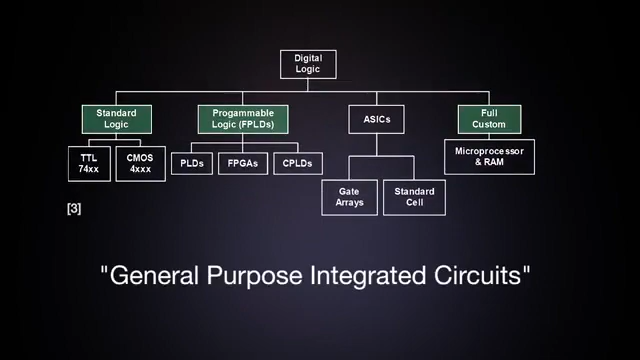 Digital
Logic
Standard
Logic
Progammable
Logic (FPLDs)
ASICs
Full
Custom
TTL
74xx
CMOS
4xxx
PLDs
FPGAs
CPLDs
Microprocessor
& RAM
Gate
Arrays
Standard
Cell
[3]
"General Purpose Integrated Circuits"